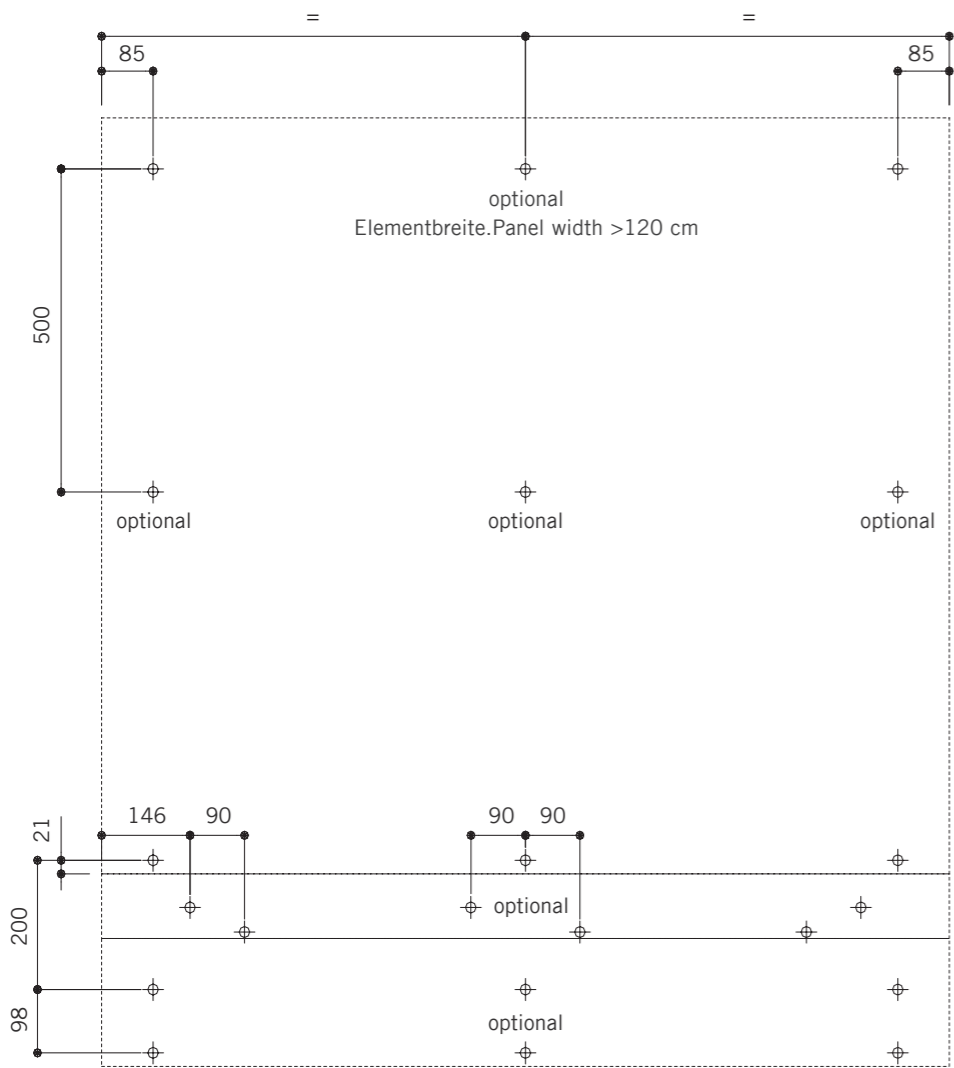 = =
85 85
optional
Elementbreite.Panel width >120 cm
500
optional optional optional
146 90 90 90
21
optional
200
98
optional